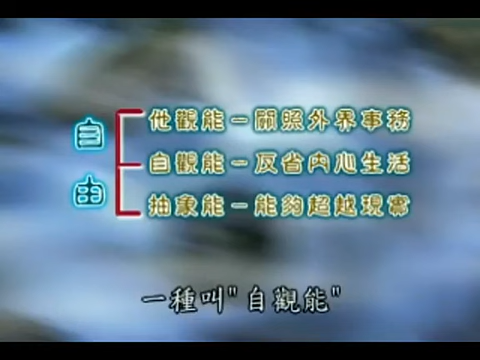 自由
他觀能－顧照外界事務
自觀能－反省內心生活
抽象能－能夠超越現實
一種叫"自觀能"